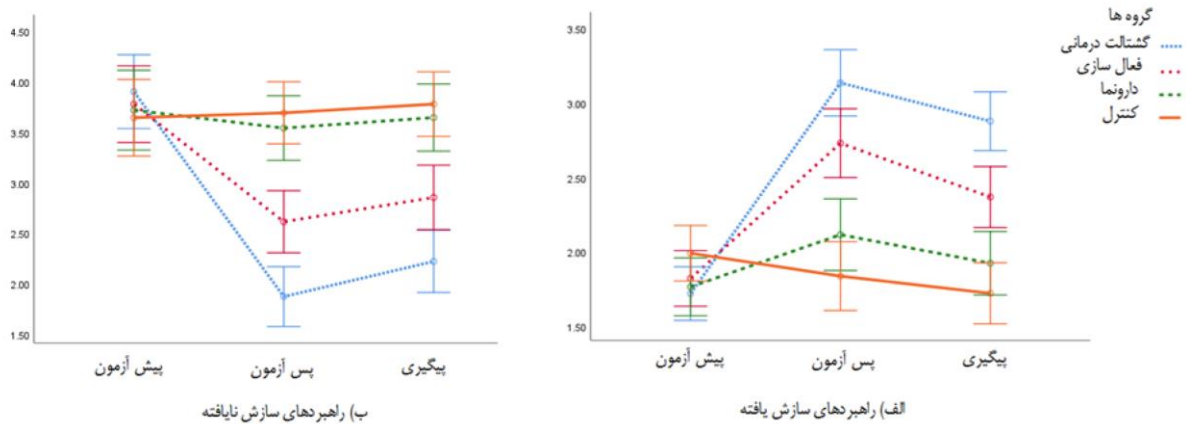 گروه ها
گشتالت درمانی
فعال سازی
دارونما
کنترل
3.50
3.00
2.50
2.00
1.50
پیش آزمون
پس آزمون
پیگیری
الف) راهبردهای سازش یافته
4.50
4.00
3.50
3.00
2.50
2.00
1.50
پیش آزمون
پس آزمون
پیگیری
ب) راهبردهای سازش نایافته